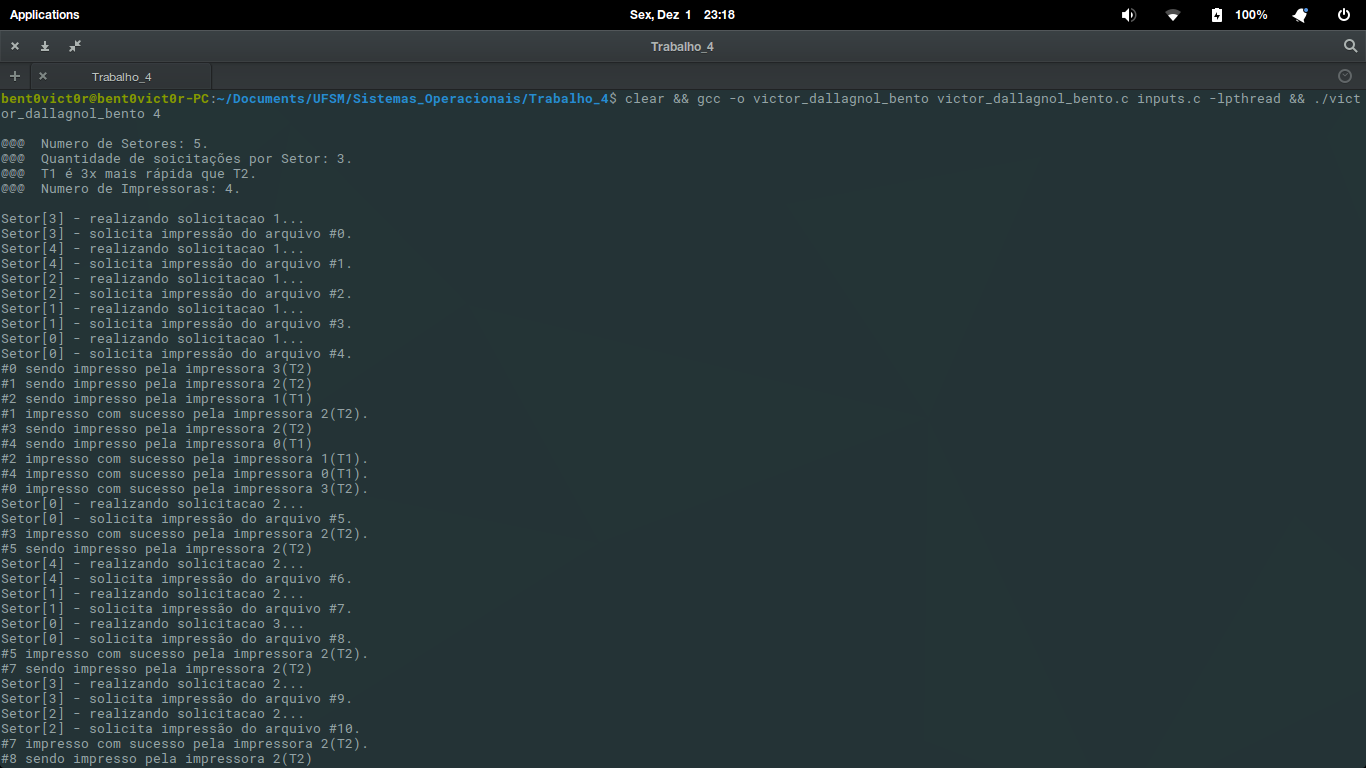 Applications Sex, Dez 1 23:18 100%
Trabalho_4
Trabalho_4
bent0vict0r@bent0vict0r-PC:~/Documents/UFSM/Sistemas_Operacionais/Trabalho_4$ clear && gcc -o victor_dallagnol_bento victor_dallagnol_bento.c inputs.c -lpthread && ./vict
or_dallagnol_bento 4
@@@  Numero de Setores: 5.
@@@  Quantidade de soicitações por Setor: 3.
@@@  T1 é 3x mais rápida que T2.
@@@  Numero de Impressoras: 4.
Setor[3] - realizando solicitacao 1...
Setor[3] - solicita impressão do arquivo #0.
Setor[4] - realizando solicitacao 1...
Setor[4] - solicita impressão do arquivo #1.
Setor[2] - realizando solicitacao 1...
Setor[2] - solicita impressão do arquivo #2.
Setor[1] - realizando solicitacao 1...
Setor[1] - solicita impressão do arquivo #3.
Setor[0] - realizando solicitacao 1...
Setor[0] - solicita impressão do arquivo #4.
#0 sendo impresso pela impressora 3(T2)
#1 sendo impresso pela impressora 2(T2)
#2 sendo impresso pela impressora 1(T1)
#1 impresso com sucesso pela impressora 2(T2).
#3 sendo impresso pela impressora 2(T2)
#4 sendo impresso pela impressora 0(T1)
#2 impresso com sucesso pela impressora 1(T1).
#4 impresso com sucesso pela impressora 0(T1).
#0 impresso com sucesso pela impressora 3(T2).
Setor[0] - realizando solicitacao 2...
Setor[0] - solicita impressão do arquivo #5.
#3 impresso com sucesso pela impressora 2(T2).
#5 sendo impresso pela impressora 2(T2)
Setor[4] - realizando solicitacao 2...
Setor[4] - solicita impressão do arquivo #6.
Setor[1] - realizando solicitacao 2...
Setor[1] - solicita impressão do arquivo #7.
Setor[0] - realizando solicitacao 3...
Setor[0] - solicita impressão do arquivo #8.
#5 impresso com sucesso pela impressora 2(T2).
#7 sendo impresso pela impressora 2(T2)
Setor[3] - realizando solicitacao 2...
Setor[3] - solicita impressão do arquivo #9.
Setor[2] - realizando solicitacao 2...
Setor[2] - solicita impressão do arquivo #10.
#7 impresso com sucesso pela impressora 2(T2).
#8 sendo impresso pela impressora 2(T2)